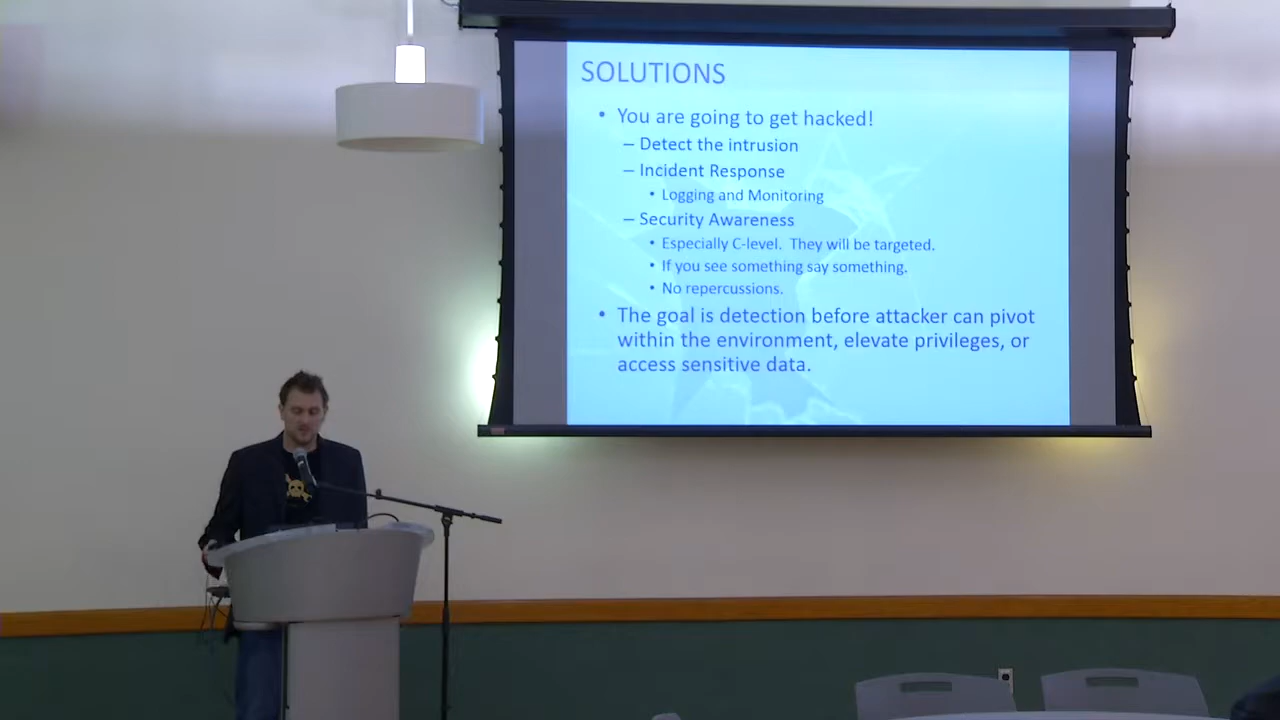 SOLUTIONS
• You are going to get hacked!
– Detect the intrusion
– Incident Response
• Logging and Monitoring
– Security Awareness
• Especially C-level. They will be targeted.
• If you see something say something.
• No repercussions.
• The goal is detection before attacker can pivot
within the environment, elevate privileges, or
access sensitive data.